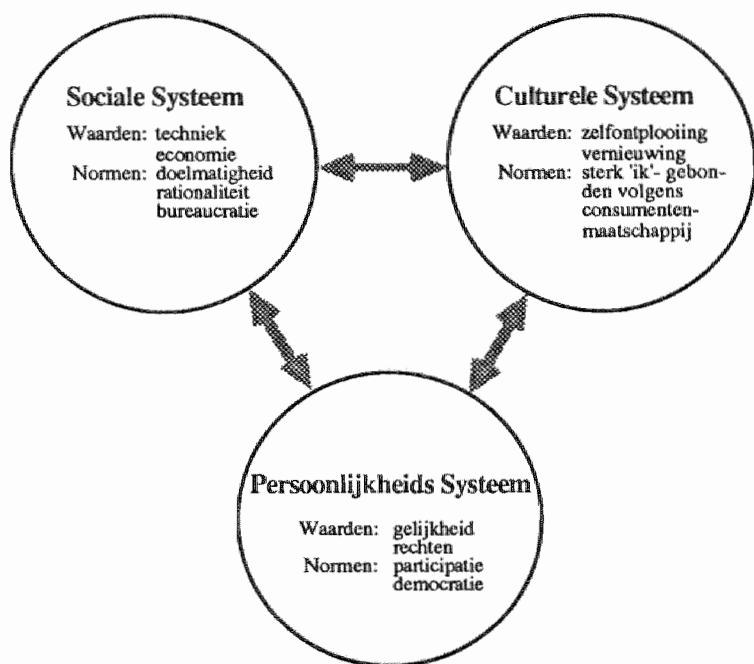 Sociale Systeem
Waarden: techniek
economie
Normen: doelmatigheid
rationaliteit
bureaucratie
Culturele Systeem
Waarden: zelfontplooiing
vernieuwing
Normen: sterk 'ik'- gebon-
den volgens
consumenten-
maatschappij
Persoonlijkheids Systeem
Waarden: gelijkheid
rechten
Normen: participatie
democratie